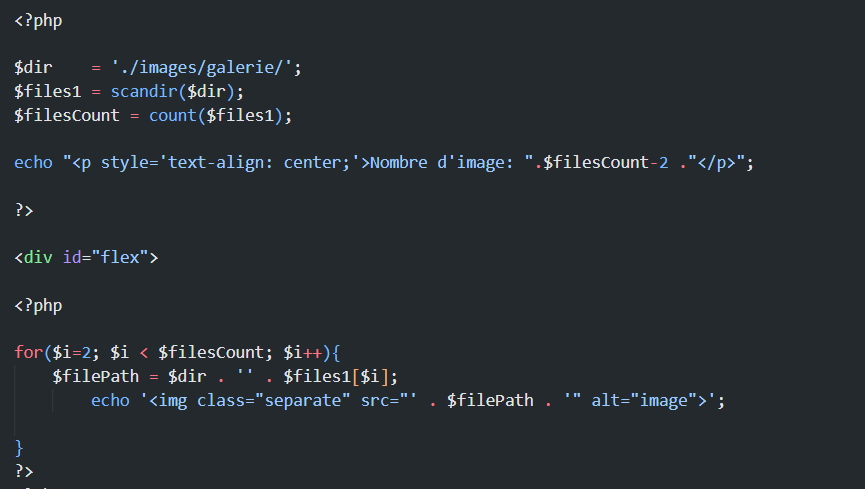 <?php
$dir    = './images/galerie/';
$files1 = scandir($dir);
$filesCount = count($files1);
echo "<p style='text-align: center;'>Nombre d'image: ".$filesCount-2 ."</p>";
?>
<div id="flex">
<?php
for($i=2; $i < $filesCount; $i++){
    $filePath = $dir . '' . $files1[$i];
        echo '<img class="separate" src="' . $filePath . '" alt="image">';
}
?>